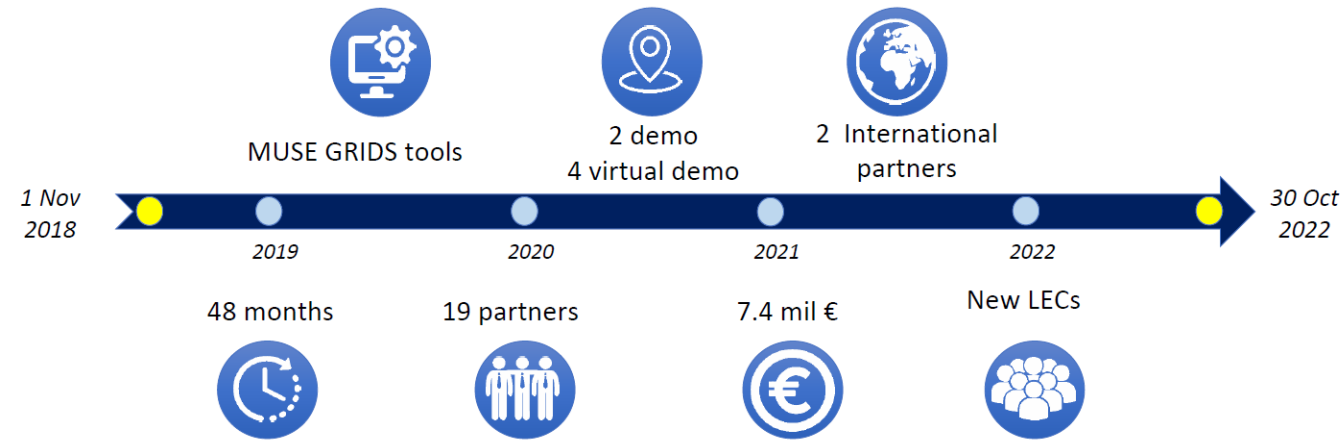 MUSE GRIDS tools
2 demo
4 virtual demo
2 International
partners
1 Nov
2018
30 Oct
2022
2019
2020
2021
2022
48 months
19 partners
7.4 mil €
New LECs
€